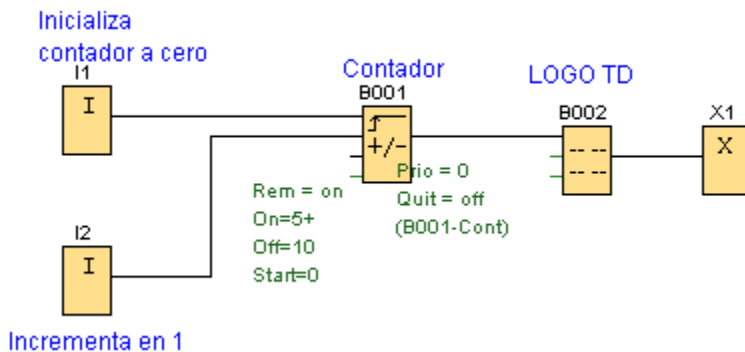 Inicializa
contador a cero
I1
I
Contador
B001
+/-
LOGO TD
B002
-- --
-- --
X1
X
Rem = on
On=5+
Off=10
Start=0
Prio = 0
Quit = off
(B001-Cont)
I2
I
Incrementa en 1